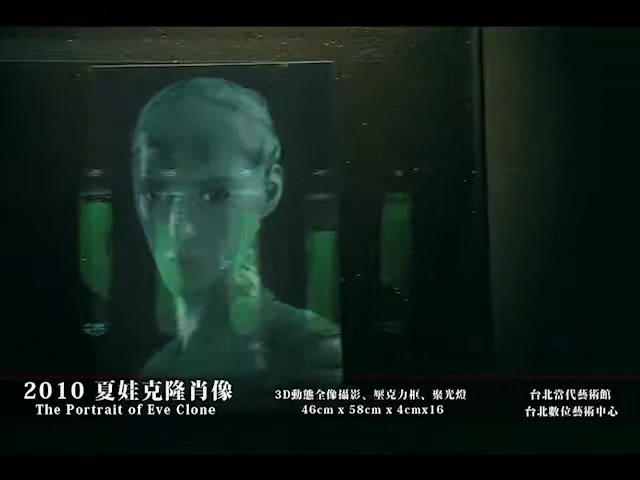 2010 夏娃克隆肖像
The Portrait of Eve Clone
3D動態全像攝影、壓克力框、聚光燈
46cm x 58cm x 4cmx16
台北當代藝術館
台北數位藝術中心